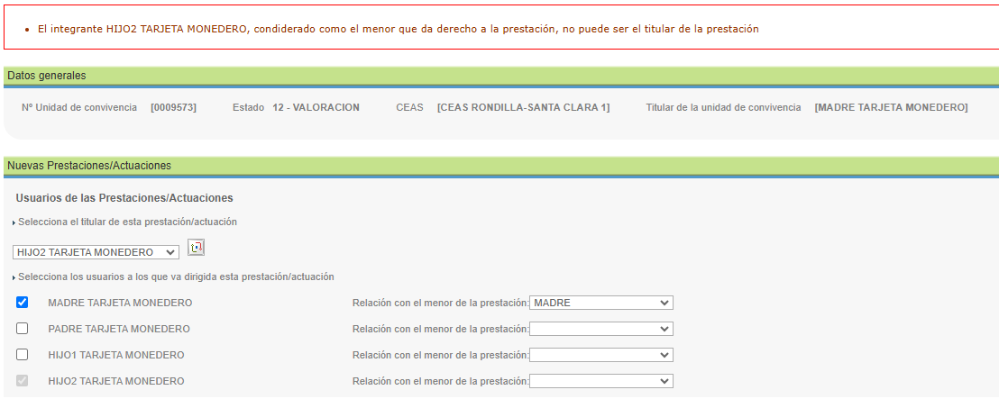 El integrante HIJO2 TARJETA MONEDERO, condiderado como el menor que da derecho a la prestación, no puede ser el titular de la prestación
Datos generales
Nº Unidad de convivencia [0009573] Estado 12 - VALORACION CEAS [CEAS RONDILLA-SANTA CLARA 1] Titular de la unidad de convivencia [MADRE TARJETA MONEDERO]
Nuevas Prestaciones/Actuaciones
Usuarios de las Prestaciones/Actuaciones
Selecciona el titular de esta prestación/actuación
HIJO2 TARJETA MONEDERO
Selecciona los usuarios a los que va dirigida esta prestación/actuación
MADRE TARJETA MONEDERO Relación con el menor de la prestación: MADRE
PADRE TARJETA MONEDERO Relación con el menor de la prestación:
HIJO1 TARJETA MONEDERO Relación con el menor de la prestación:
HIJO2 TARJETA MONEDERO Relación con el menor de la prestación: